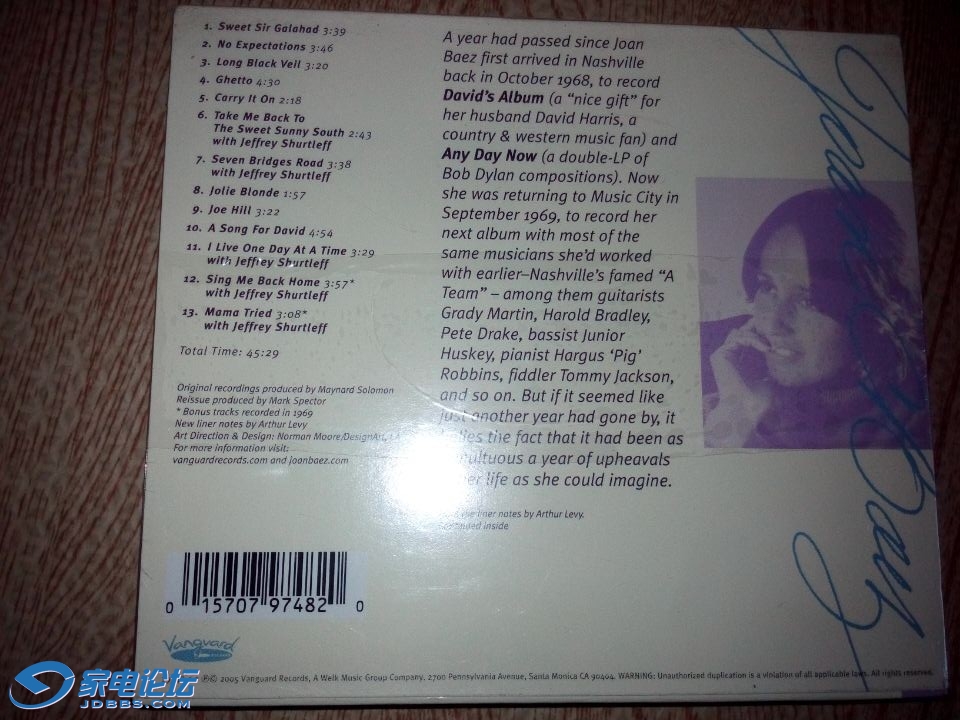 1. Sweet Sir Galahad 3:39
2. No Expectations 3:46
3. Long Black Veil 3:20
4. Ghetto 4:30
5. Carry It On 2:18
6. Take Me Back To
The Sweet Sunny South 2:43
with Jeffrey Shurtleff
7. Seven Bridges Road 3:38
with Jeffrey Shurtleff
8. Jolie Blonde 1:57
9. Joe Hill 3:22
10. A Song For David 4:54
11. I Live One Day At A Time 3:29
with Jeffrey Shurtleff
12. Sing Me Back Home 3:57*
with Jeffrey Shurtleff
13. Mama Tried 3:08*
with Jeffrey Shurtleff
Total Time: 45:29
Original recordings produced by Maynard Solomon
Reissue produced by Mark Spector
* Bonus tracks recorded in 1969
New liner notes by Arthur Levy
Art Direction & Design: Norman Moore/DesignArt, LA
For more information visit:
vanguardrecords.com and joanbaez.com
A year had passed since Joan
Baez first arrived in Nashville
back in October 1968, to record
David's Album (a "nice gift" for
her husband David Harris, a
country & western music fan) and
Any Day Now (a double-LP of
Bob Dylan compositions). Now
she was returning to Music City in
September 1969, to record her
next album with most of the
same musicians she'd worked
with earlier–Nashville's famed "A
Team" – among them guitarists
Grady Martin, Harold Bradley,
Pete Drake, bassist Junior
Huskey, pianist Hargus 'Pig'
Robbins, fiddler Tommy Jackson,
and so on. But if it seemed like
just another year had gone by, it
belies the fact that it had been as
a year of upheavals
life as she could imagine.
liner notes by Arthur Levy.
continued inside
Joan Baez
0 15707 97482 0
Vanguard
℗© 2005 Vanguard Records, A Welk Music Group Company, 2700 Pennsylvania Avenue, Santa Monica CA 90404. WARNING: Unauthorized duplication is a violation of all applicable laws. All rights reserved.
家电论坛
JDBBS.COM